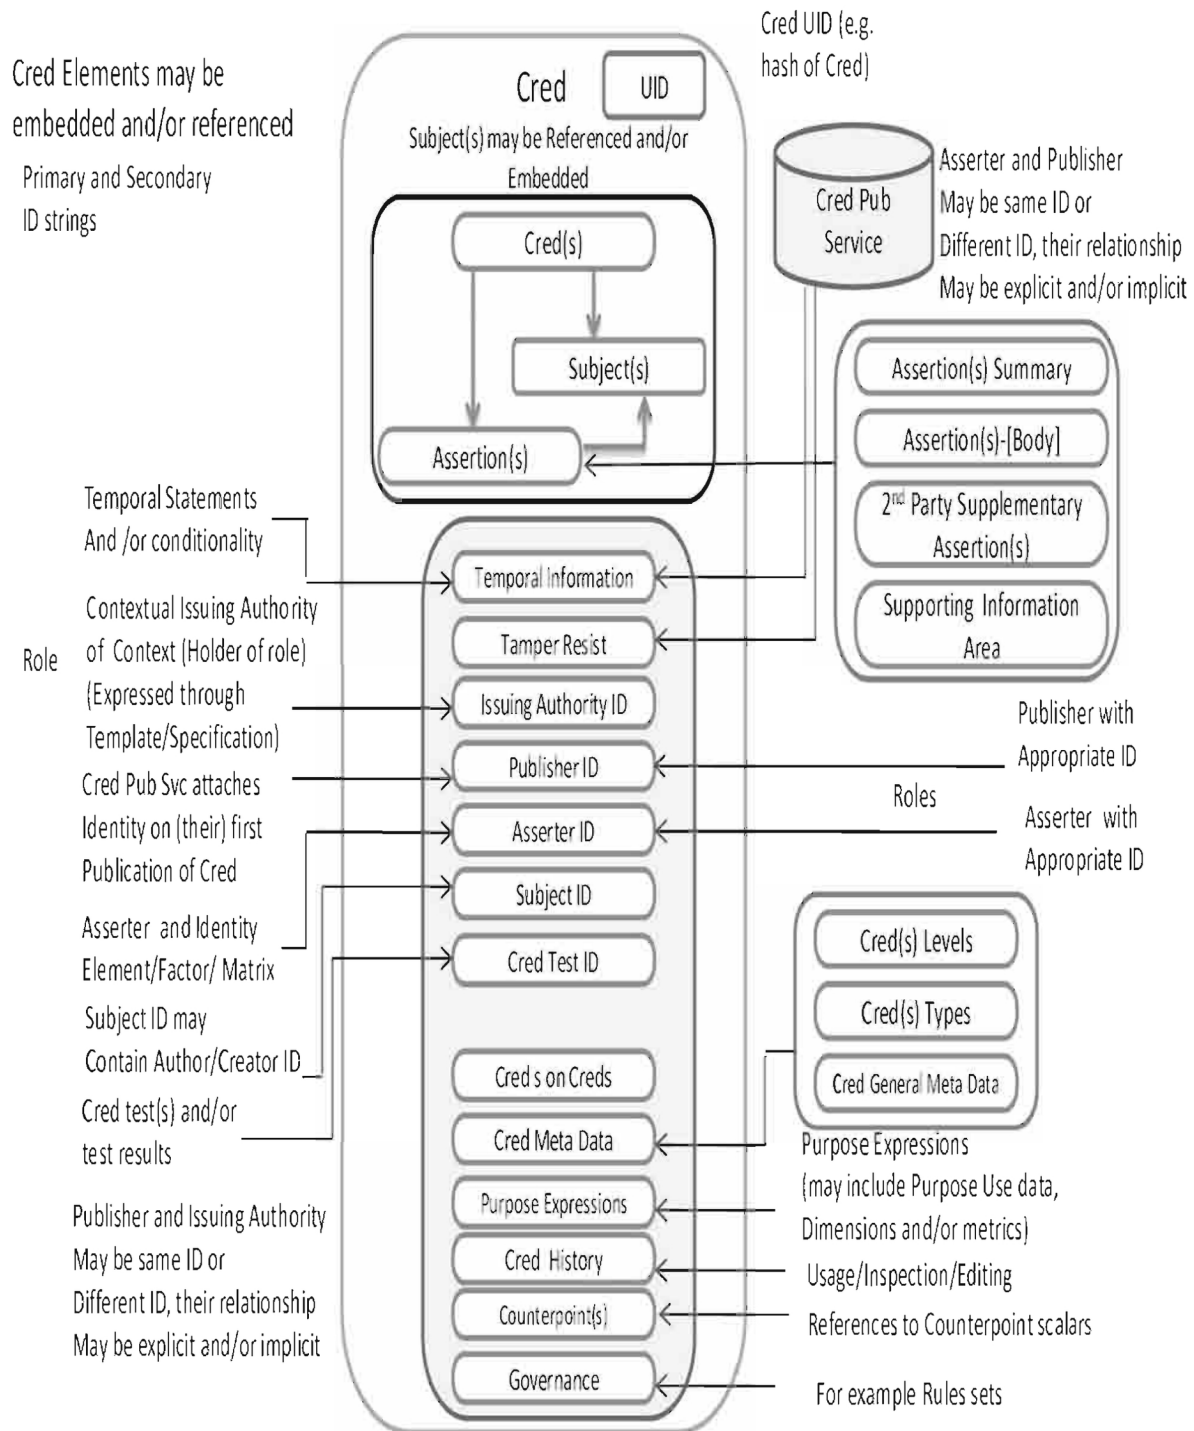 Cred UID (e.g.
hash of Cred)
Cred Elements may be
embedded and/or referenced
Primary and Secondary
ID strings
Cred
UID
Subject(s) may be Referenced and/or
Embedded
Cred(s)
Subject(s)
Assertion(s)
Cred Pub
Service
Asserter and Publisher
May be same ID or
Different ID, their relationship
May be explicit and/or implicit
Assertion(s) Summary
Assertion(s)-[Body]
2nd Party Supplementary
Assertion(s)
Supporting Information
Area
Temporal Statements
And /or conditionality
Role
Contextual Issuing Authority
of Context (Holder of role)
(Expressed through
Template/Specification)
Cred Pub Svc attaches
Identity on (their) first
Publication of Cred
Asserter and Identity
Element/Factor/ Matrix
Subject ID may
Contain Author/Creator ID
Cred test(s) and/or
test results
Publisher and Issuing Authority
May be same ID or
Different ID, their relationship
May be explicit and/or implicit
Temporal Information
Tamper Resist
Issuing Authority ID
Publisher ID
Asserter ID
Subject ID
Cred Test ID
Cred s on Creds
Cred Meta Data
Purpose Expressions
Cred History
Counterpoint(s)
Governance
Publisher with
Appropriate ID
Roles
Asserter with
Appropriate ID
Cred(s) Levels
Cred(s) Types
Cred General Meta Data
Purpose Expressions
(may include Purpose Use data,
Dimensions and/or metrics)
Usage/Inspection/Editing
References to Counterpoint scalars
For example Rules sets